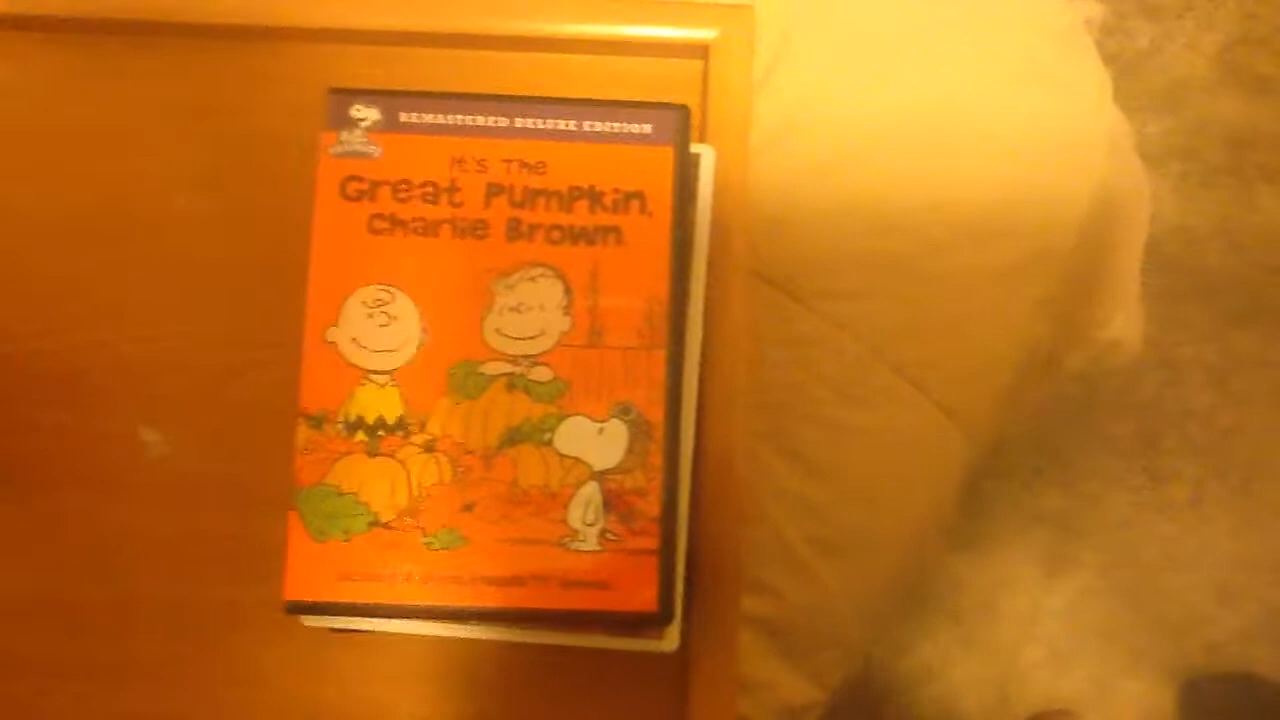 REMASTERED DELUXE EDITION
It's The
Great Pumpkin,
Charlie Brown